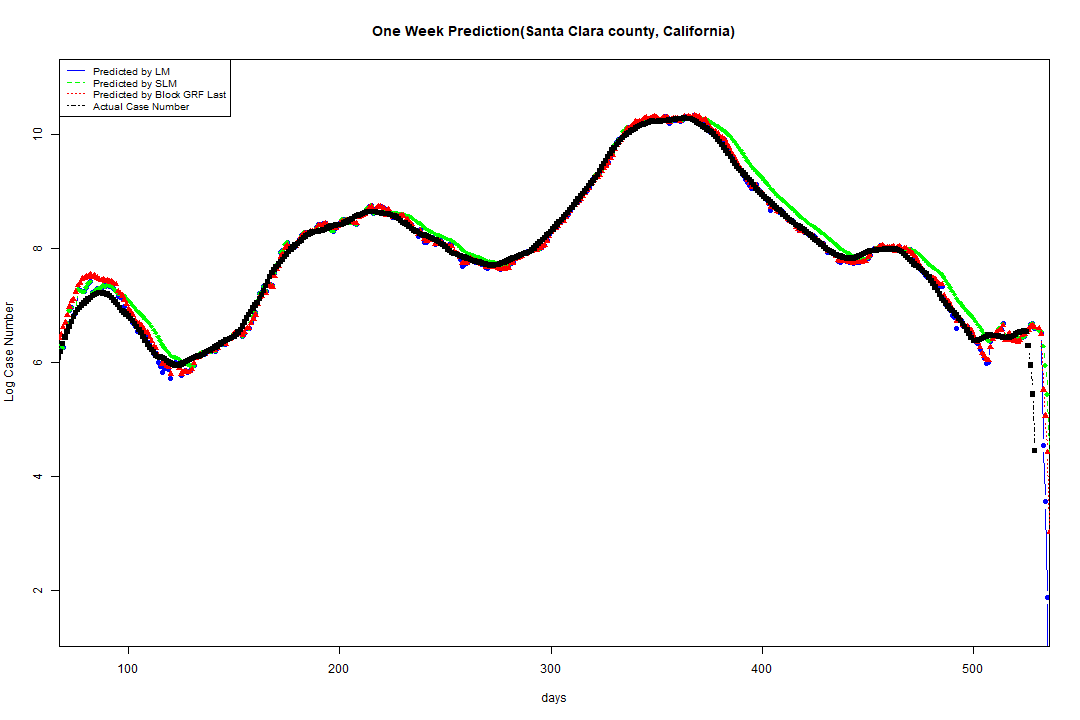 One Week Prediction(Santa Clara county, California)
Predicted by LM
Predicted by SLM
Predicted by Block GRF Last
Actual Case Number
10
8
6
4
2
Log Case Number
100 200 300 400 500
days